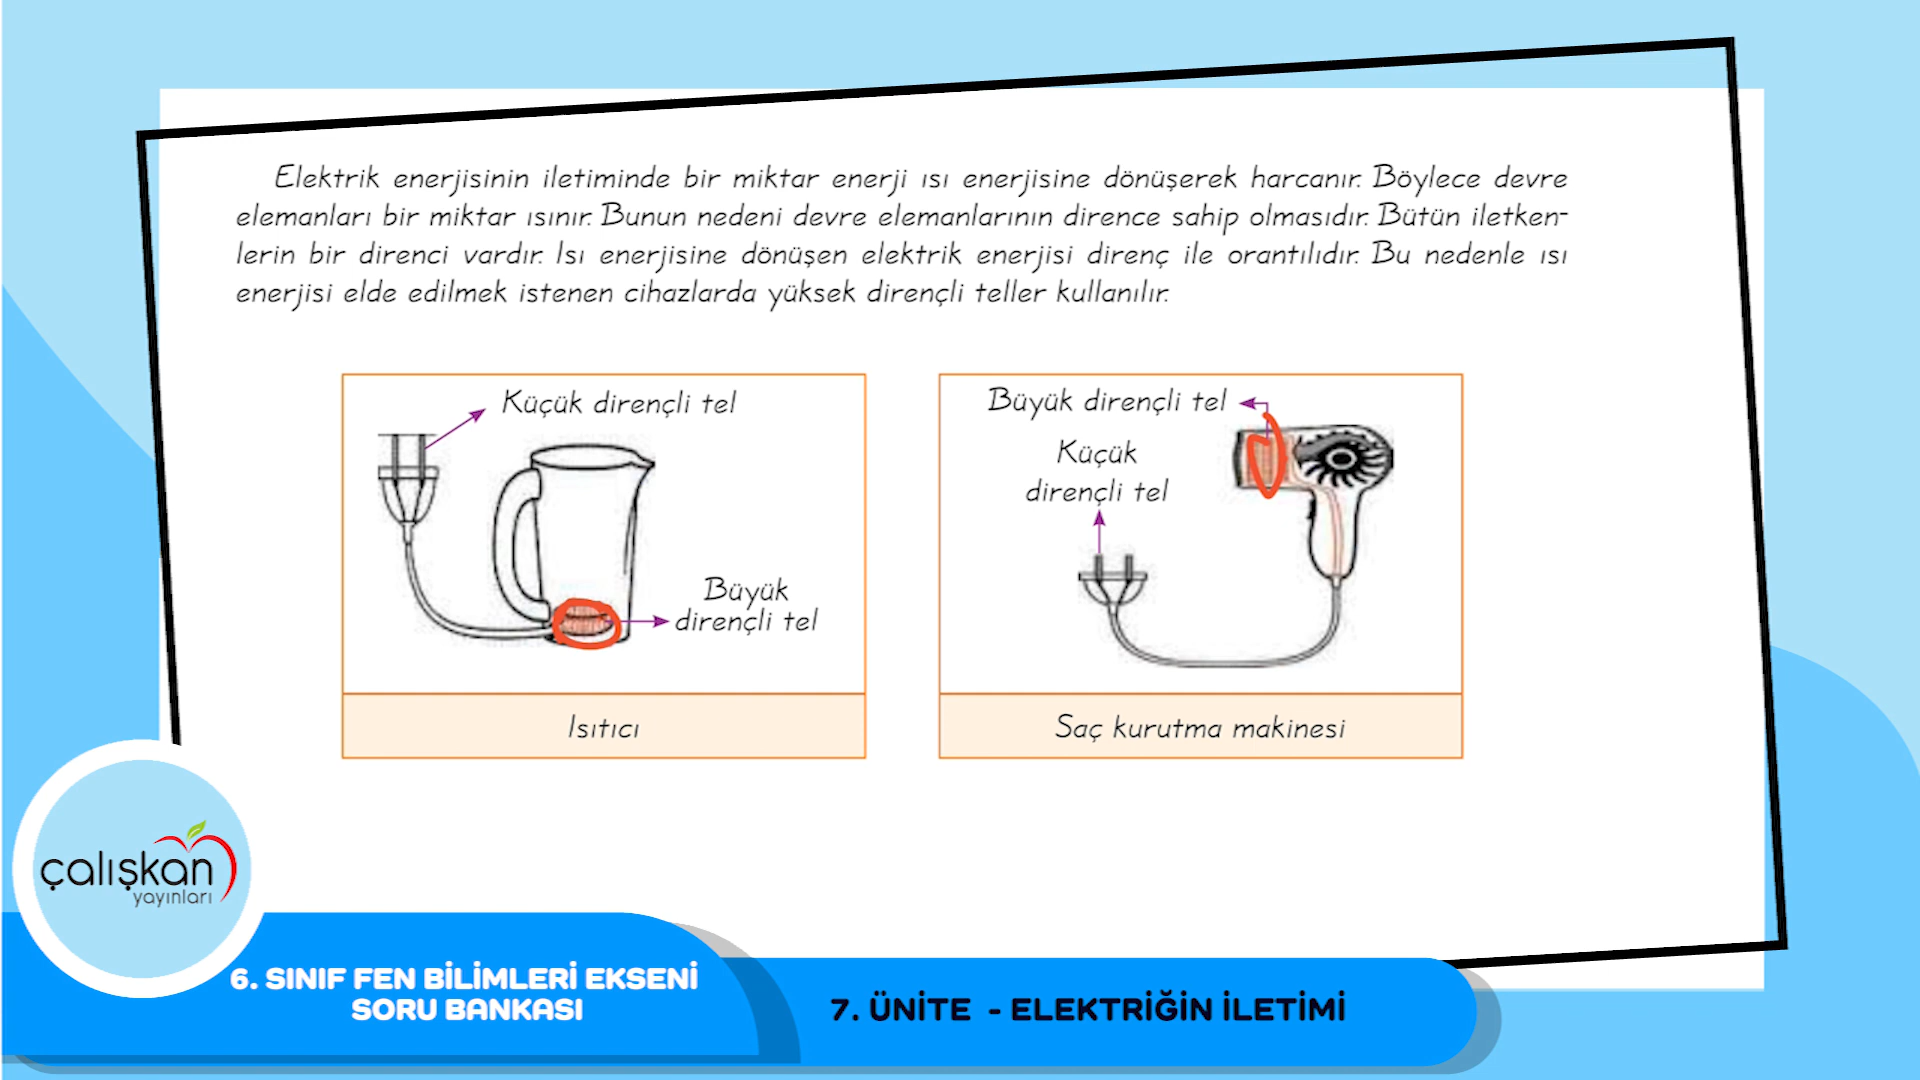 Elektrik enerjisinin iletiminde bir miktar enerji ısı enerjisine dönüşerek harcanır. Böylece devre
elemanları bir miktar ısınır. Bunun nedeni devre elemanlarının dirence sahip olmasıdır. Bütün iletken-
lerin bir direnci vardır. Isı enerjisine dönüşen elektrik enerjisi direnç ile orantılıdır. Bu nedenle ısı
enerjisi elde edilmek istenen cihazlarda yüksek dirençli teller kullanılır.
Küçük dirençli tel
Büyük
dirençli tel
Isıtıcı
Büyük dirençli tel
Küçük
dirençli tel
Saç kurutma makinesi
çalışkan
yayınları
6. SINIF FEN BİLİMLERİ EKSENİ
SORU BANKASI
7. ÜNİTE - ELEKTRİĞİN İLETİMİ